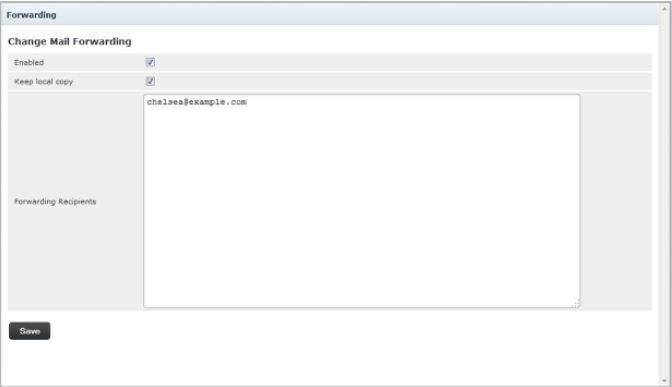 Forwarding
Change Mail Forwarding
Enabled
Keep local copy
chelsea@example.com
Forwarding Recipients
Save